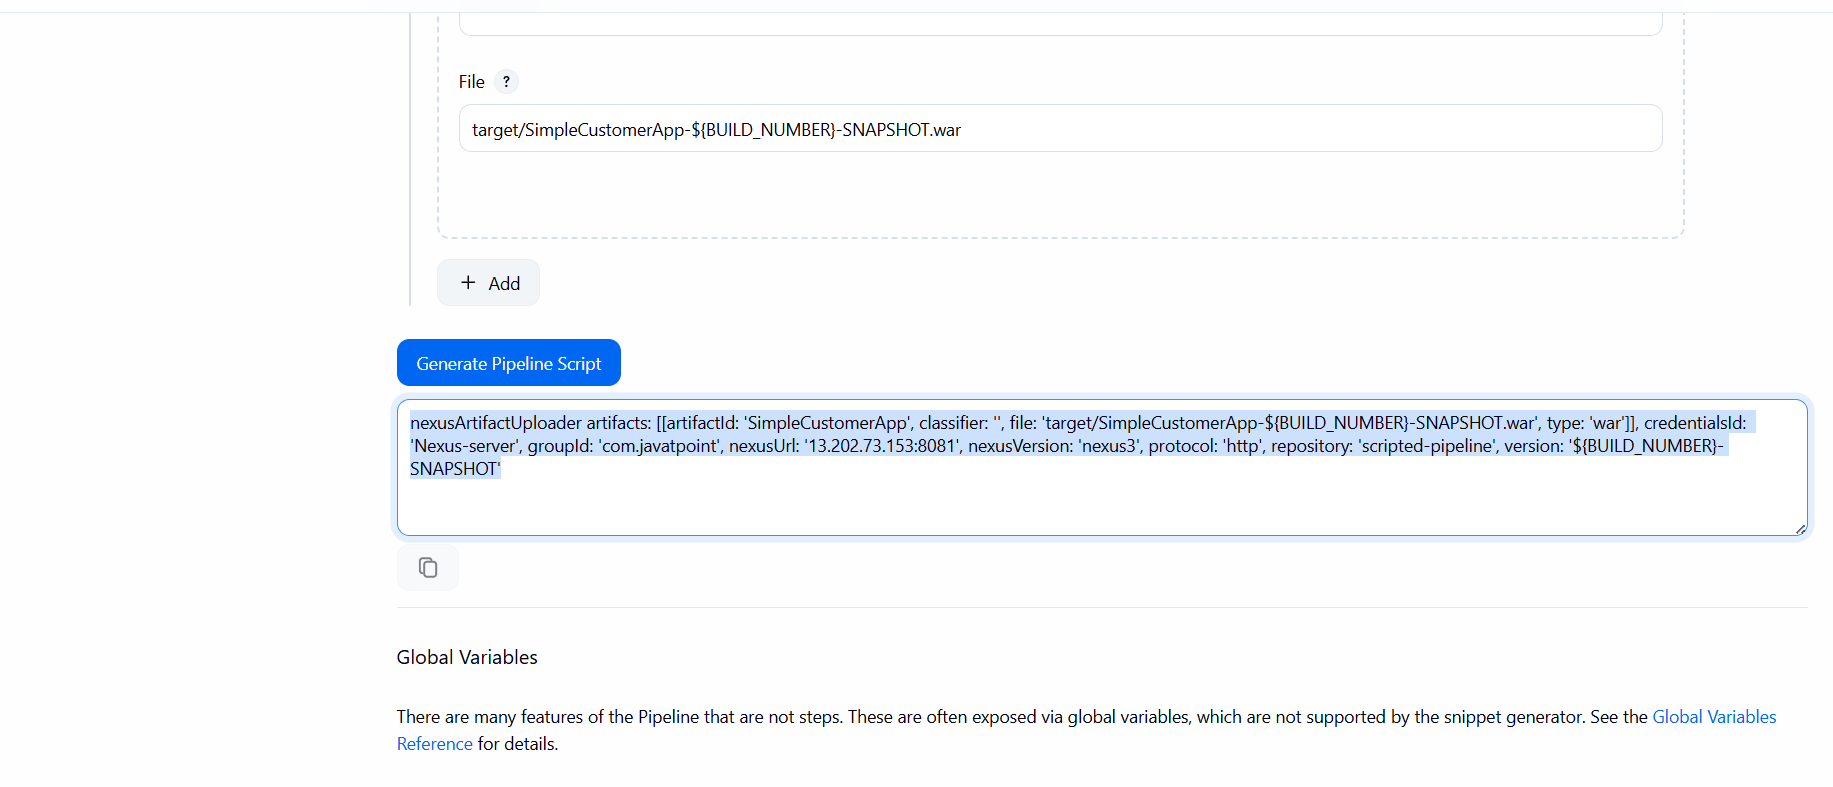 File ?
target/SimpleCustomerApp-${BUILD_NUMBER}-SNAPSHOT.war
+ Add
Generate Pipeline Script
nexusArtifactUploader artifacts: [[artifactId: 'SimpleCustomerApp', classifier: '', file: 'target/SimpleCustomerApp-${BUILD_NUMBER}-SNAPSHOT.war', type: 'war']], credentialsId:
'Nexus-server', groupId: 'com.javatpoint', nexusUrl: '13.202.73.153:8081', nexusVersion: 'nexus3', protocol: 'http', repository: 'scripted-pipeline', version: '${BUILD_NUMBER}-
SNAPSHOT'
Global Variables
There are many features of the Pipeline that are not steps. These are often exposed via global variables, which are not supported by the snippet generator. See the Global Variables
Reference for details.